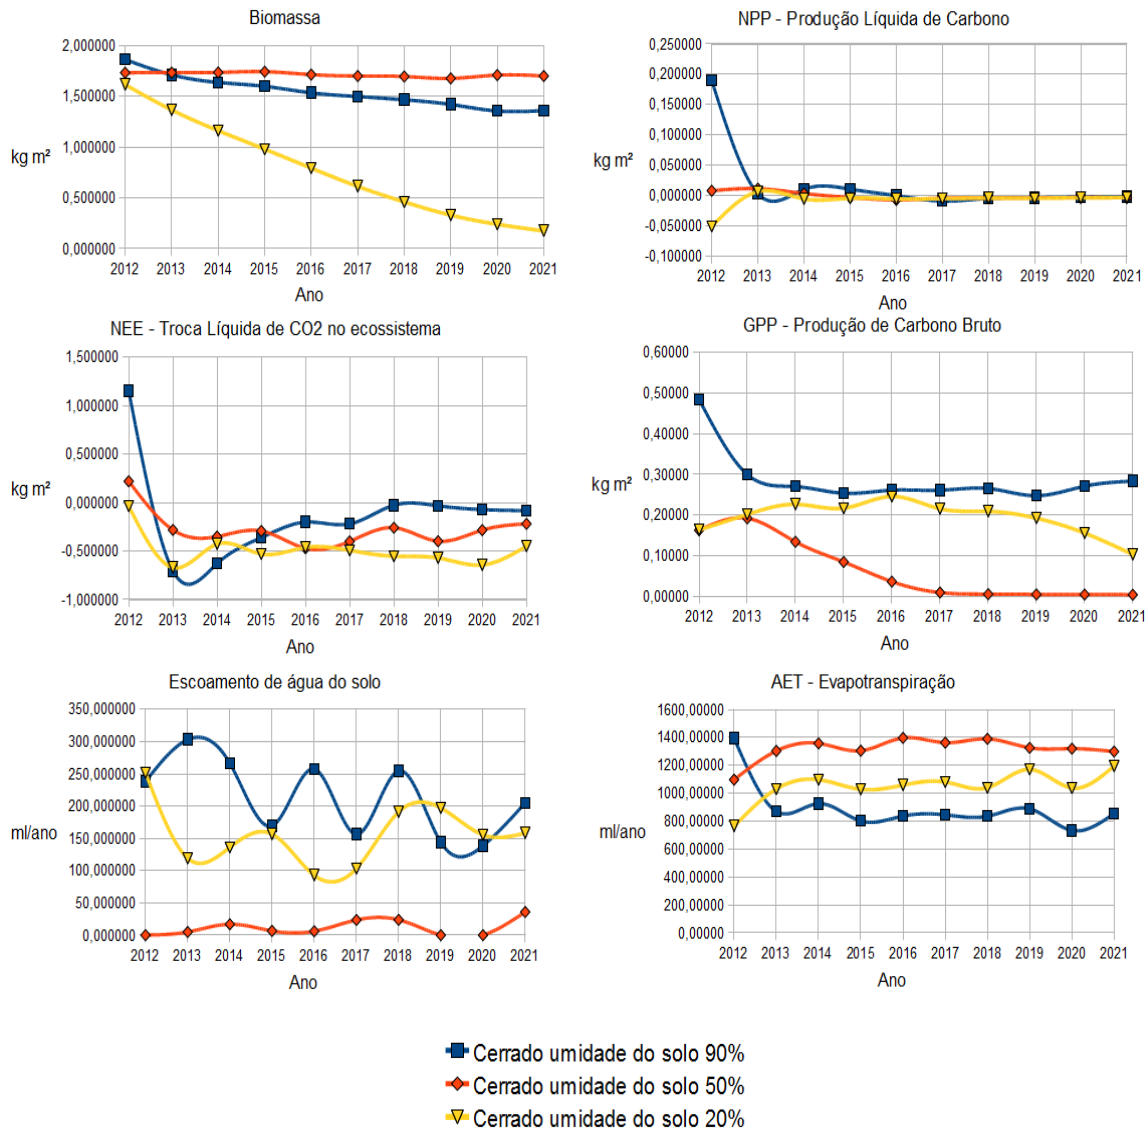 Biomassa
2,000000
1,500000
1,000000
0,500000
0,000000
kg m²
2012 2013 2014 2015 2016 2017 2018 2019 2020 2021
Ano
NPP - Produção Líquida de Carbono
0,250000
0,200000
0,150000
0,100000
0,050000
0,000000
-0,050000
-0,100000
kg m²
2012 2013 2014 2015 2016 2017 2018 2019 2020 2021
Ano
NEE - Troca Líquida de CO2 no ecossistema
1,500000
1,000000
0,500000
0,000000
-0,500000
-1,000000
kg m²
2012 2013 2014 2015 2016 2017 2018 2019 2020 2021
Ano
GPP - Produção de Carbono Bruto
0,60000
0,50000
0,40000
0,30000
0,20000
0,10000
0,00000
kg m²
2012 2013 2014 2015 2016 2017 2018 2019 2020 2021
Ano
Escoamento de água do solo
350,000000
300,000000
250,000000
200,000000
150,000000
100,000000
50,000000
0,000000
ml/ano
2012 2013 2014 2015 2016 2017 2018 2019 2020 2021
Ano
AET - Evapotranspiração
1600,00000
1400,00000
1200,00000
1000,00000
800,00000
600,00000
400,00000
200,00000
0,00000
ml/ano
2012 2013 2014 2015 2016 2017 2018 2019 2020 2021
Ano
Cerrado umidade do solo 90%
Cerrado umidade do solo 50%
Cerrado umidade do solo 20%